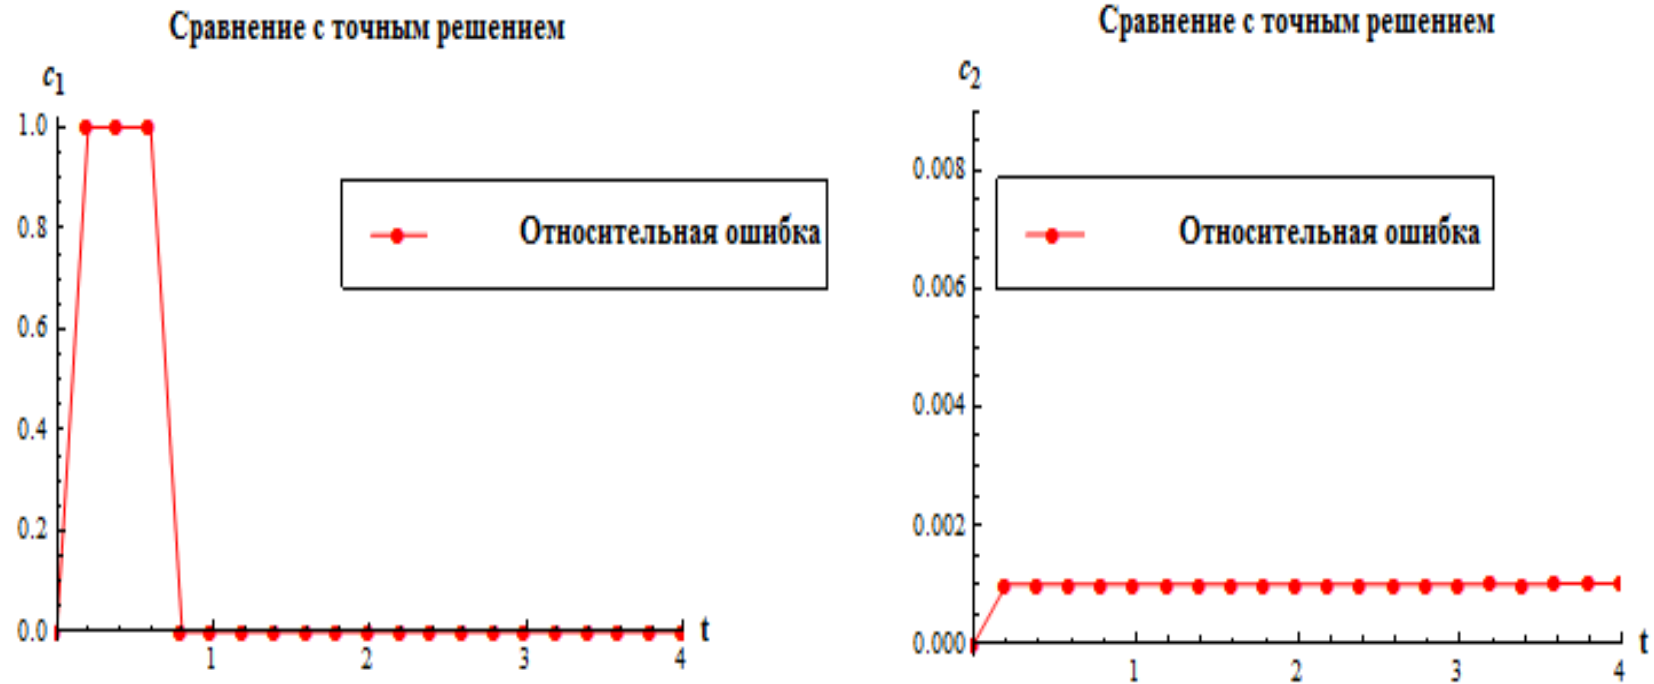 Сравнение с точным решением
c1
1.0
0.8
0.6
0.4
0.2
0.0
1
2
3
4
t
Относительная ошибка
Сравнение с точным решением
c2
0.008
0.006
0.004
0.002
0.000
1
2
3
4
t
Относительная ошибка